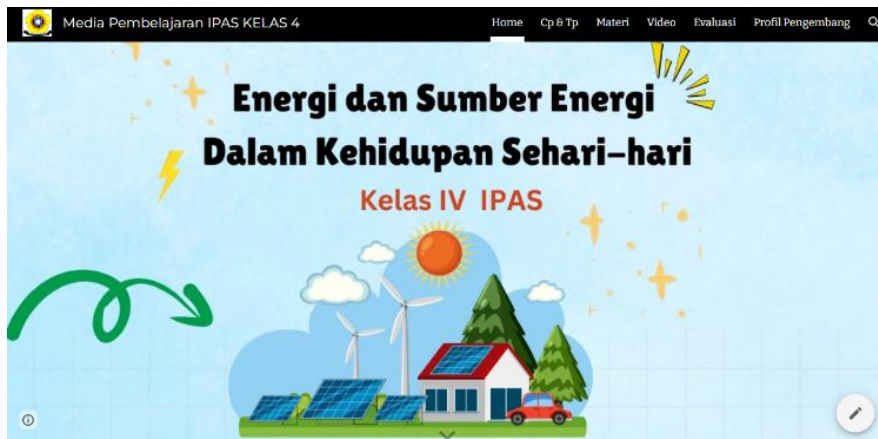 Media Pembelajaran IPAS KELAS 4
Home Cp & Tp Materi Video Evaluasi Profil Pengembang
Energi dan Sumber Energi
Dalam Kehidupan Sehari-hari
Kelas IV IPAS